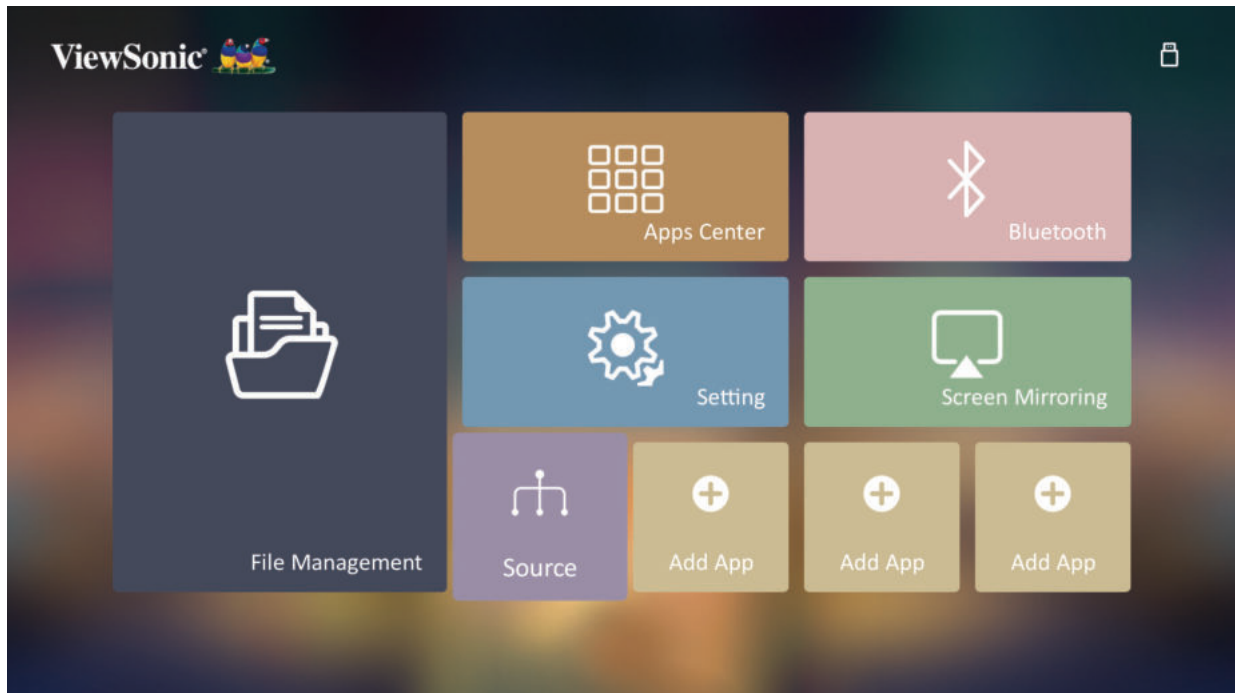 ViewSonic®
Apps Center
Bluetooth
Setting
Screen Mirroring
File Management
Source
Add App
Add App
Add App